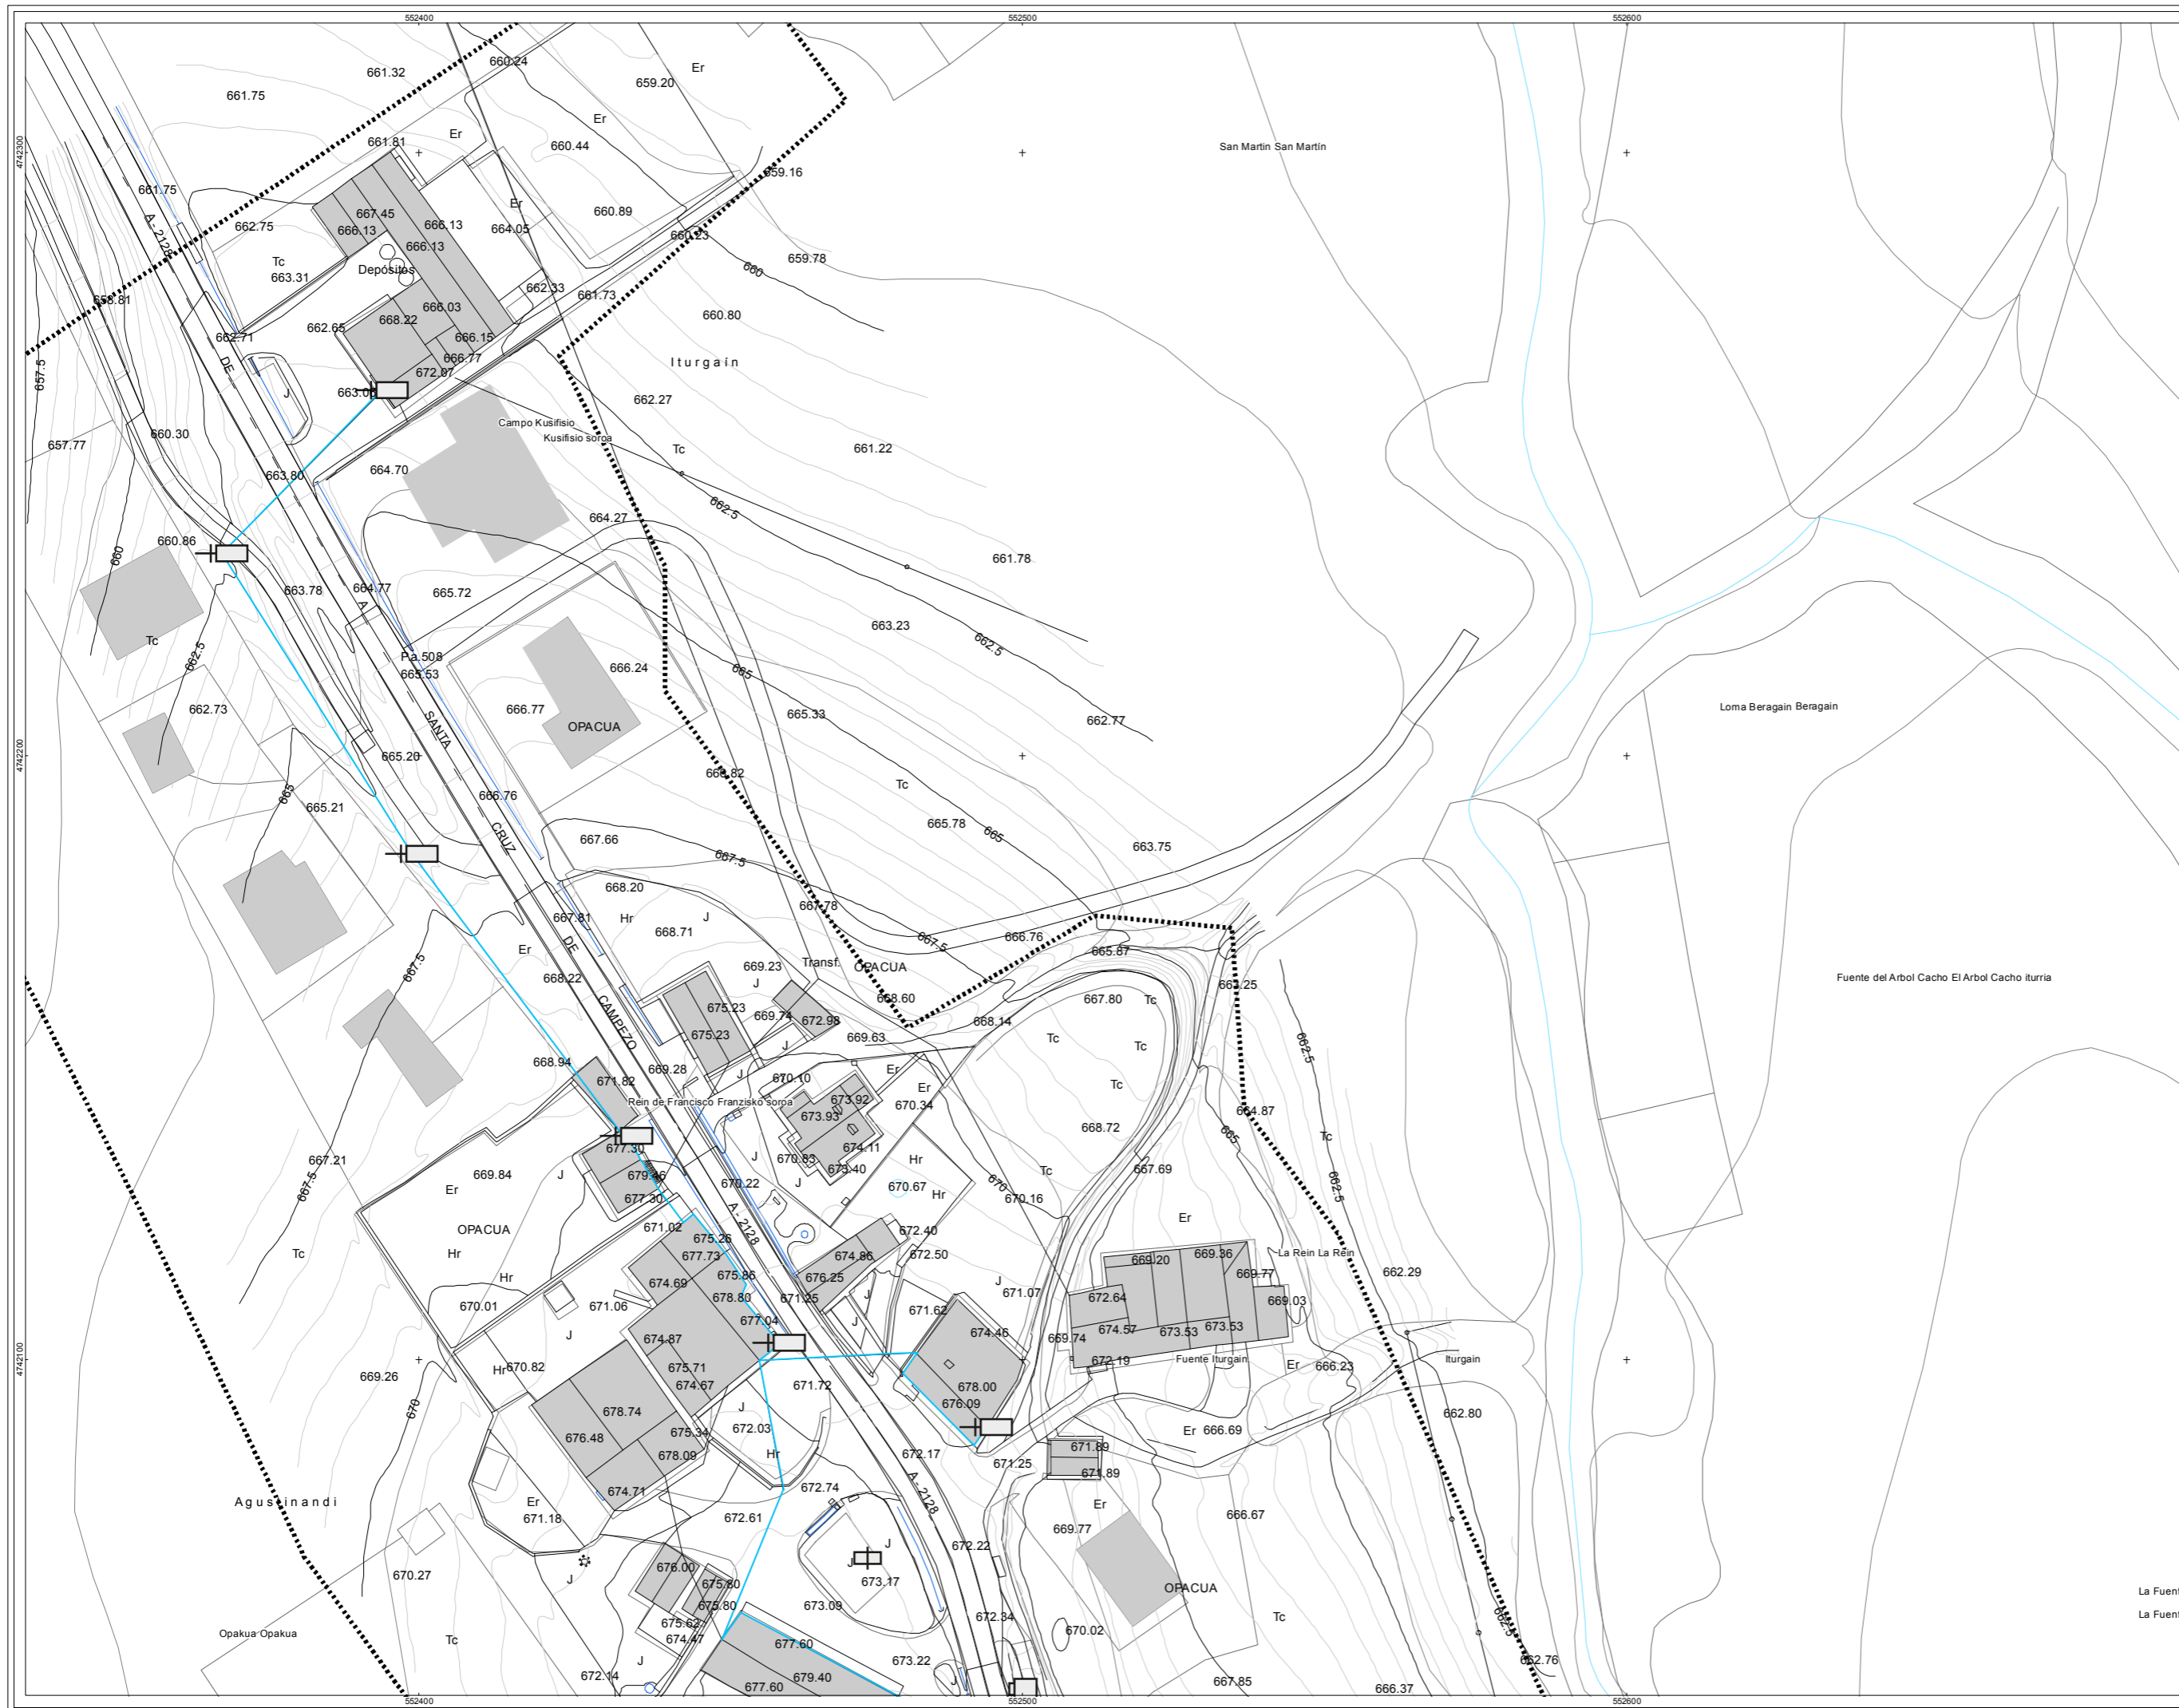 552400
552500
552600
4742300
4742200
4742100
661.32
660.24
Er
659.20
661.75
Er
Er
660.44
661.81
San Martin San Martín
659.16
661.75
A - 2128
Er
660.89
667.45
666.13
666.13
664.05
662.75
666.13
660.23
659.78
Tc
663.31
Depósitos
660
662.33
661.73
658.81
666.03
668.22
660.80
662.65
662.71
666.15
666.77
DE
672.07
Iturgain
657.5
J
662.27
Campo Kusifisio
Kusifisio soroa
657.77
660.30
Tc
661.22
664.70
663.80
662.5
664.27
660.86
660
661.78
663.78
664.77
665.72
A
663.23
662.5
Tc
662.5
P.a.508
665.53
666.24
665
662.73
666.77
SANTA
OPACUA
665.33
662.77
Loma Beragain Beragain
665.20
666.82
Tc
665
665.21
666.76
665.78
665
CRUZ
667.66
667.5
663.75
668.20
667.81
Hr
J
667.78
668.71
667.5
666.76
Er
DE
665.87
667.5
668.22
669.23
Transf.
OPACUA
J
Fuente del Arbol Cacho El Arbol Cacho iturria
CAMPEZO
675.23
668.60
667.80
Tc
669.74
672.98
668.14
675.23
669.63
Tc
Tc
662.5
668.94
669.28
J
J
671.82
670.10
Er
Er
Tc
Rein de Francisco Franzisko soroa
673.92
673.93
670.34
664.87
668.72
665
Tc
677.30
674.11
667.21
669.84
J
J
670.83
673.40
Hr
Tc
667.69
679.46
670.22
J
667.5
Er
677.30
670.67
Hr
670
670.16
662.5
671.02
A - 2128
Er
OPACUA
675.26
672.40
Tc
Hr
677.73
674.86
672.50
669.20
669.36
La Rein La Rein
Hr
674.69
675.86
676.25
669.77
662.29
670.01
671.06
678.80
671.25
J
671.07
672.64
669.03
J
671.62
J
677.04
J
674.46
674.57
673.53
673.53
674.87
669.74
672.19
Fuente Iturgain
Iturgain
Hr
670.82
675.71
Er
666.23
669.26
674.67
671.72
678.00
670
678.74
J
676.09
662.80
675.34
672.03
Er
666.69
676.48
678.09
Hr
672.17
671.25
671.89
671.89
674.71
672.74
A - 2128
Agustinandi
Er
671.18
672.61
Er
669.77
666.67
672.22
J
J
676.00
670.27
J
675.80
673.17
OPACUA
675.80
673.09
672.34
Tc
La Fuent
675.62
662.5
La Fuent
Opakua Opakua
Tc
674.47
677.60
670.02
J
673.22
662.76
672.14
679.40
J
667.85
677.60
666.37
552400
552500
552600